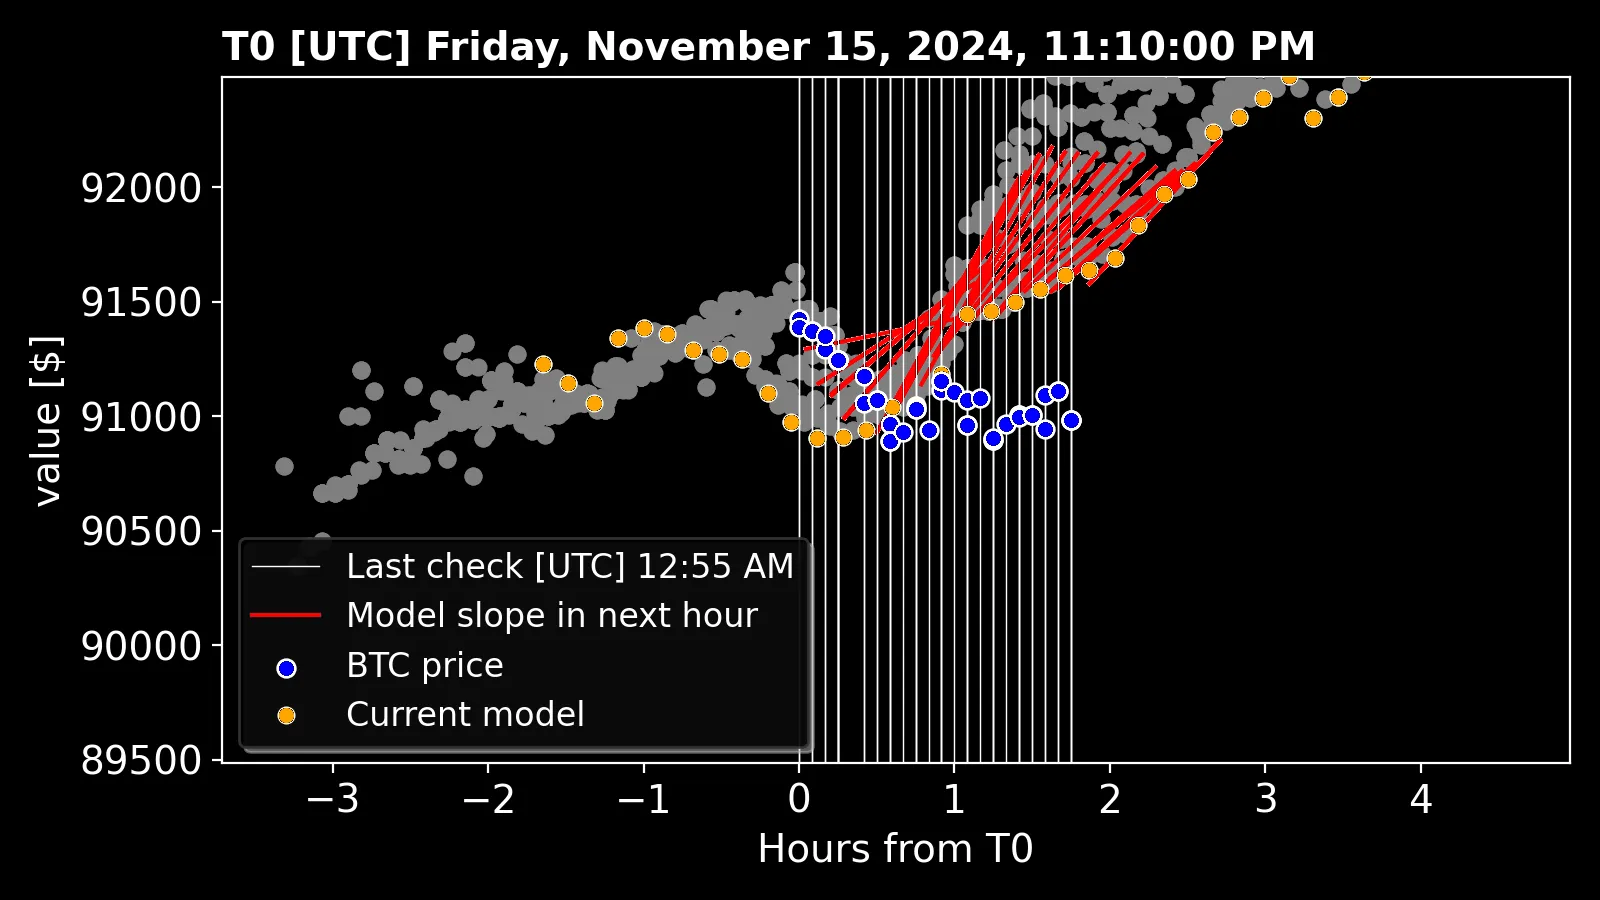 T0 [UTC] Friday, November 15, 2024, 11:10:00 PM
value [$]
92000
91500
91000
90500
90000
89500
Last check [UTC] 12:55 AM
Model slope in next hour
BTC price
Current model
−3 −2 −1 0 1 2 3 4
Hours from T0